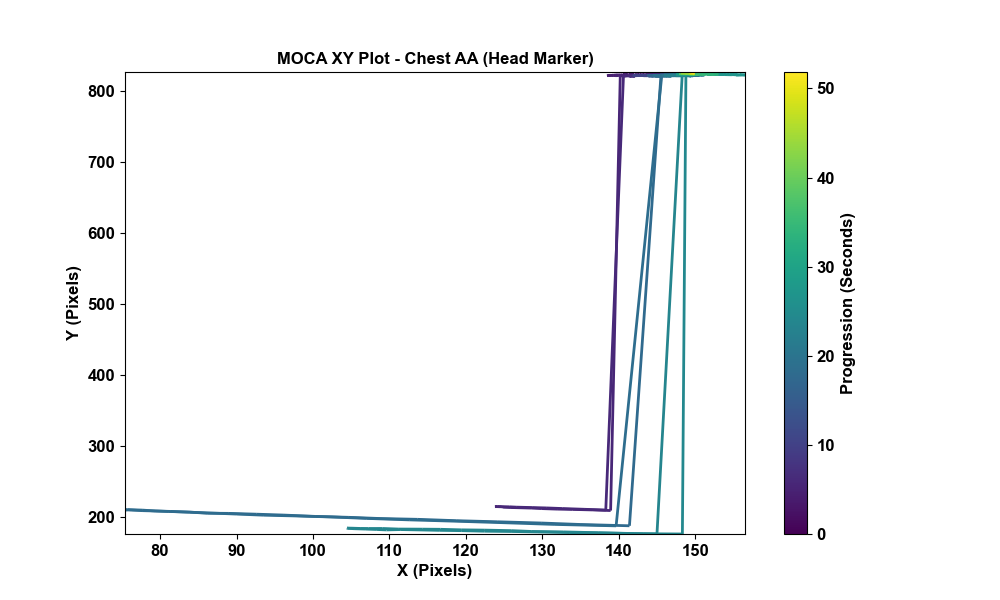 MOCA XY Plot - Chest AA (Head Marker)
800
700
600
500
400
300
200
Y (Pixels)
80 90 100 110 120 130 140 150
X (Pixels)
50
40
30
20
10
0
Progression (Seconds)